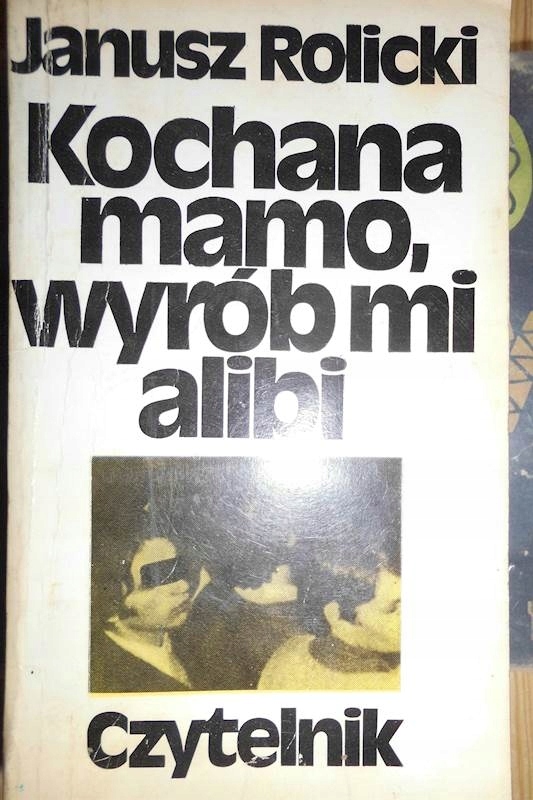 Janusz Rolicki
Kochana
mamo,
wyrób mi
alibi
Czytelnik